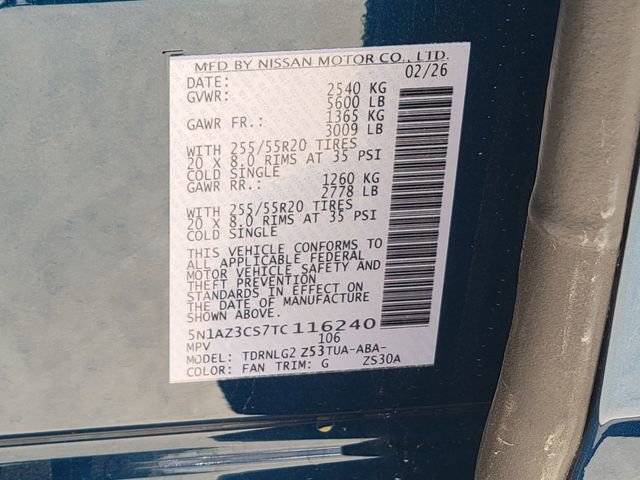 MFD BY NISSAN MOTOR CO., LTD.
DATE: 02/26
GVWR: 2540 KG
5600 LB
GAWR FR.: 1365 KG
3009 LB
WITH 255/55R20 TIRES
20 X 8.0 RIMS AT 35 PSI
COLD SINGLE
GAWR RR.: 1260 KG
2778 LB
WITH 255/55R20 TIRES
20 X 8.0 RIMS AT 35 PSI
COLD SINGLE
THIS VEHICLE CONFORMS TO
ALL APPLICABLE FEDERAL
MOTOR VEHICLE SAFETY AND
THEFT PREVENTION
STANDARDS IN EFFECT ON
THE DATE OF MANUFACTURE
SHOWN ABOVE.
5N1AZ3CS7TC116240
MPV 106
MODEL: TDRNLG2 Z53TUA-ABA-
COLOR: FAN TRIM: G ZS30A